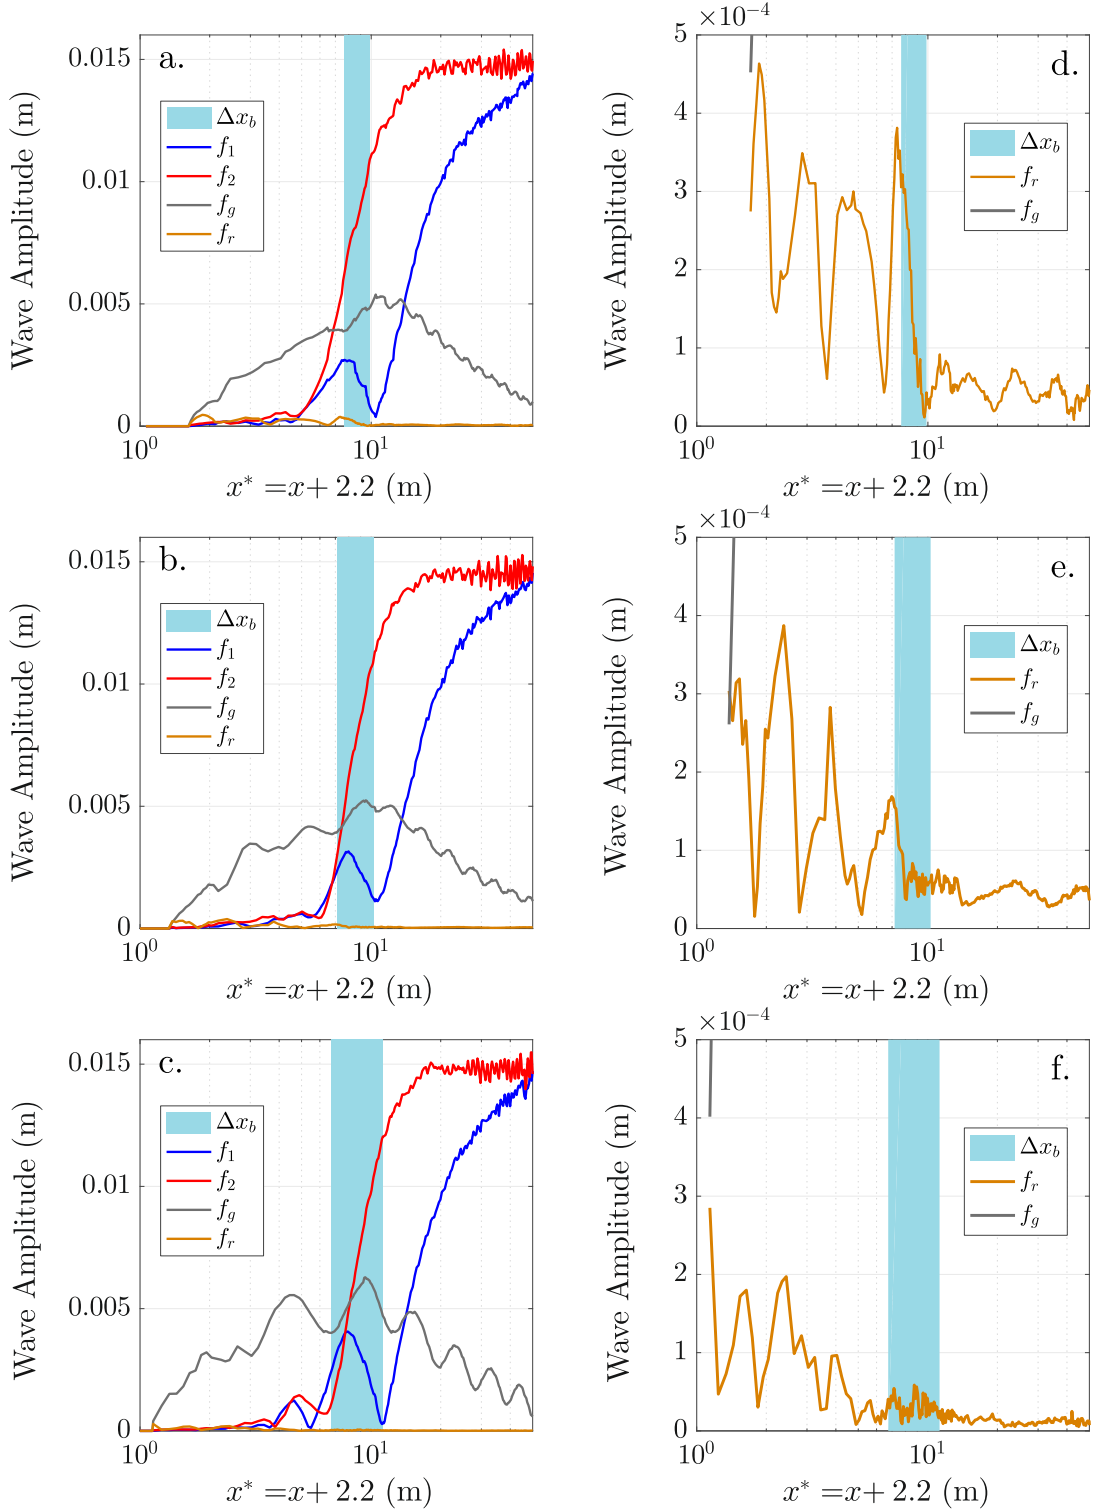 a.
Wave Amplitude (m)
0.015
0.01
0.005
0
Δx_b
f_1
f_2
f_g
f_r
10^0
10^1
x* =x+ 2.2 (m)
d.
×10^−4
Wave Amplitude (m)
5
4
3
2
1
0
Δx_b
f_r
f_g
10^0
10^1
x* =x+ 2.2 (m)
b.
Wave Amplitude (m)
0.015
0.01
0.005
0
Δx_b
f_1
f_2
f_g
f_r
10^0
10^1
x* =x+ 2.2 (m)
e.
×10^−4
Wave Amplitude (m)
5
4
3
2
1
0
Δx_b
f_r
f_g
10^0
10^1
x* =x+ 2.2 (m)
c.
Wave Amplitude (m)
0.015
0.01
0.005
0
Δx_b
f_1
f_2
f_g
f_r
10^0
10^1
x* =x+ 2.2 (m)
f.
×10^−4
Wave Amplitude (m)
5
4
3
2
1
0
Δx_b
f_r
f_g
10^0
10^1
x* =x+ 2.2 (m)